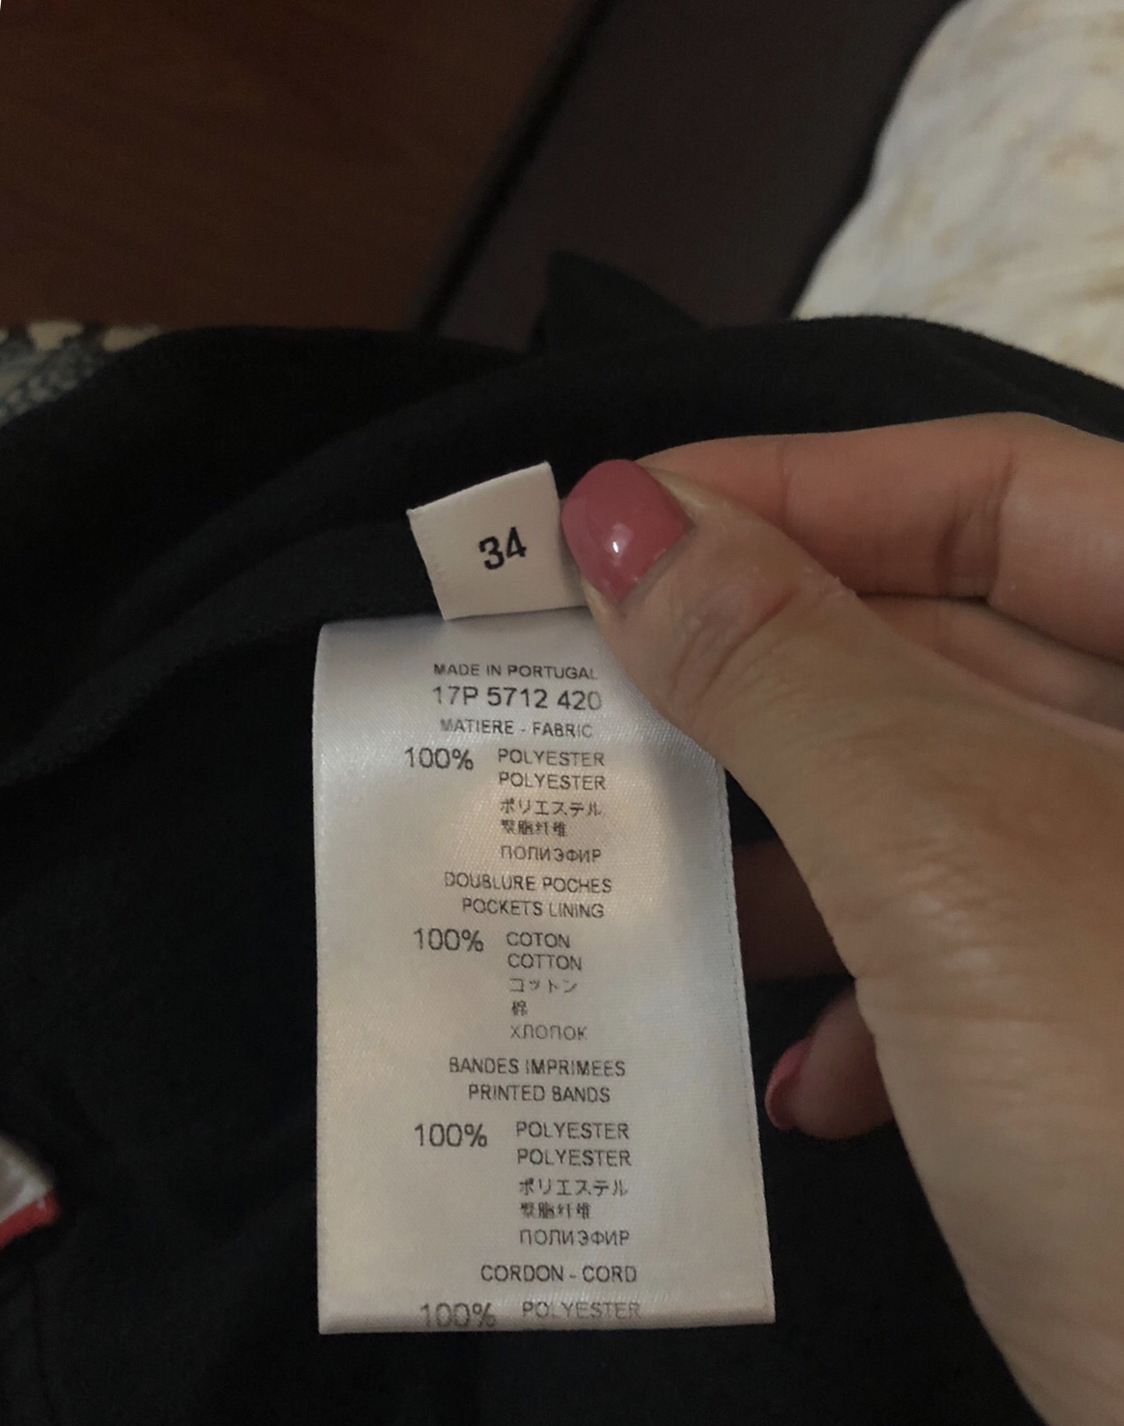 34
MADE IN PORTUGAL
17P 5712 420
MATIERE - FABRIC
100% POLYESTER
POLYESTER
ポリエステル
聚脂纤维
ПОЛИЭФИР
DOUBLURE POCHES
POCKETS LINING
100% COTON
COTTON
コットン
棉
ХЛОПОК
BANDES IMPRIMEES
PRINTED BANDS
100% POLYESTER
POLYESTER
ポリエステル
聚脂纤维
ПОЛИЭФИР
CORDON - CORD
100% POLYESTER